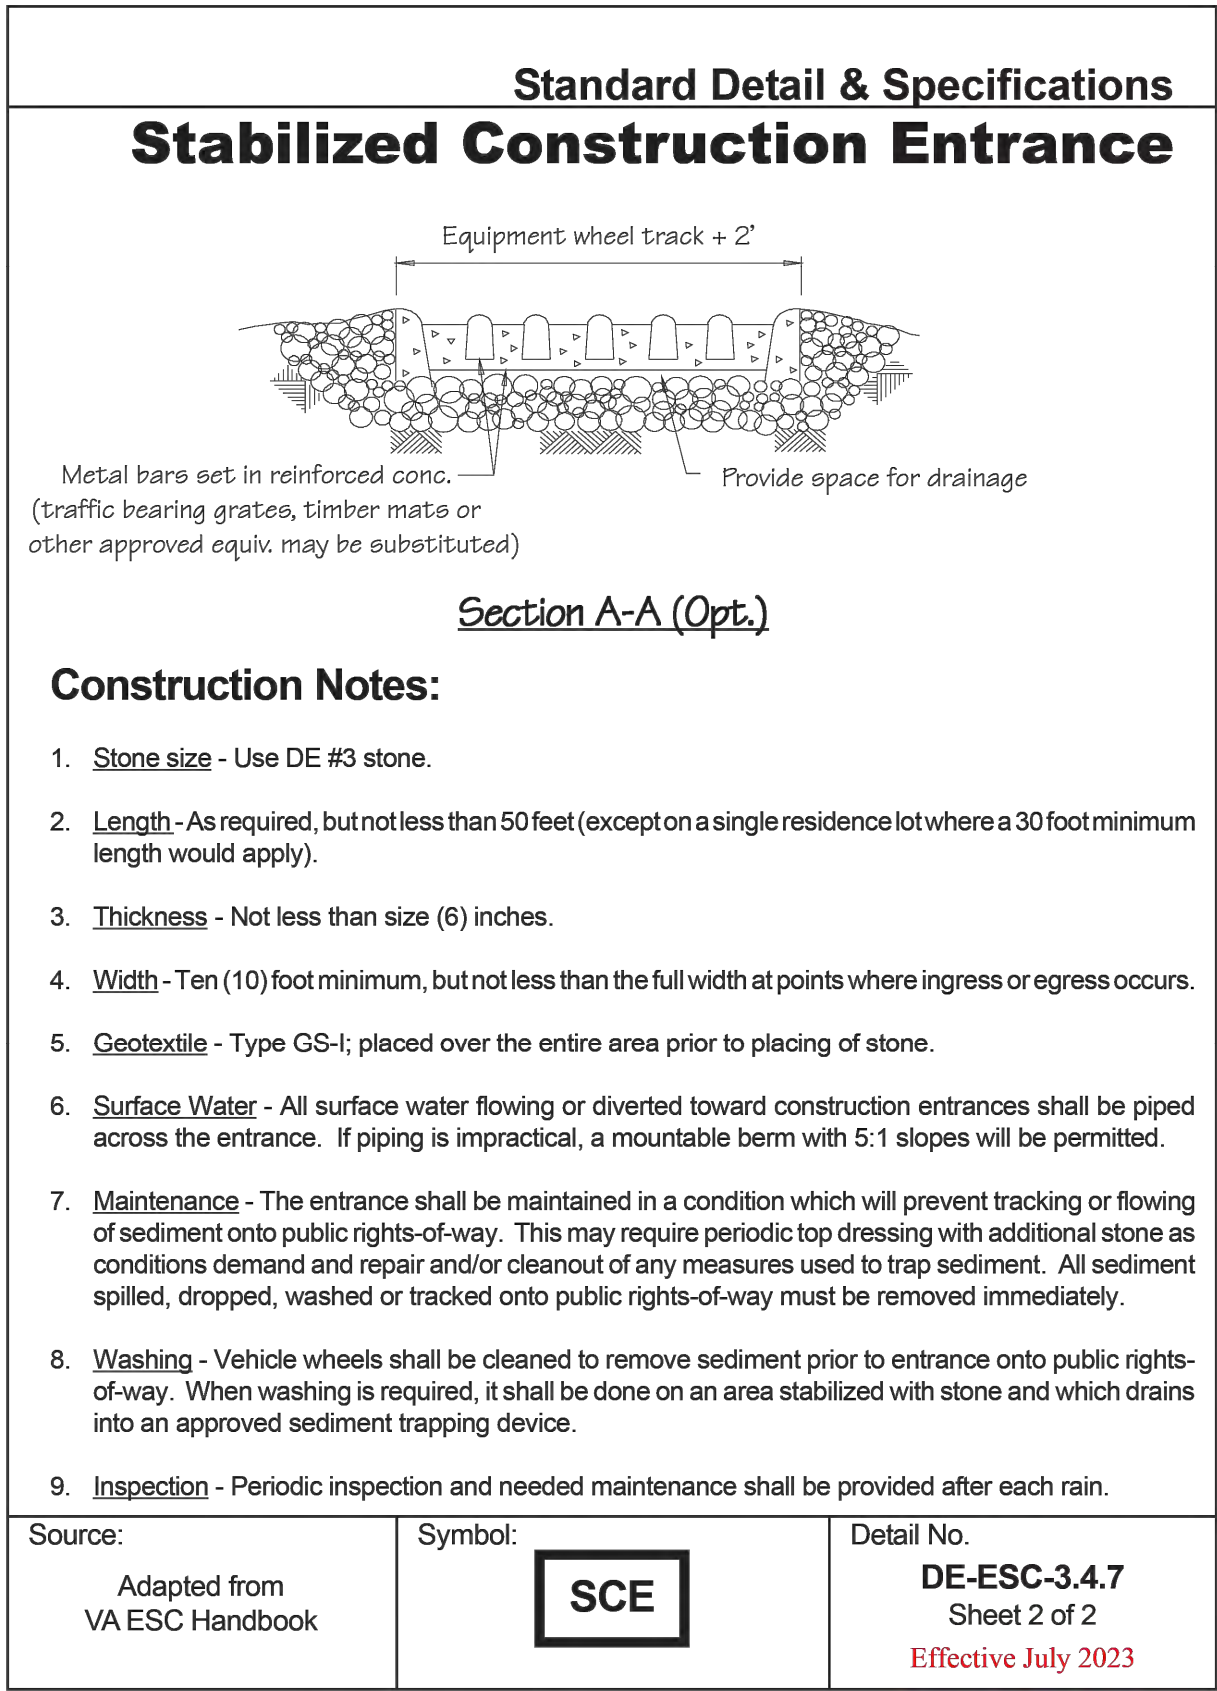 Standard Detail & Specifications
Stabilized Construction Entrance
Equipment wheel track + 2'
Metal bars set in reinforced conc.
(traffic bearing grates, timber mats or
other approved equiv. may be substituted)
Provide space for drainage
Section A-A (Opt.)
Construction Notes:
1. Stone size - Use DE #3 stone.
2. Length - As required, but not less than 50 feet (except on a single residence lot where a 30 foot minimum
length would apply).
3. Thickness - Not less than size (6) inches.
4. Width - Ten (10) foot minimum, but not less than the full width at points where ingress or egress occurs.
5. Geotextile - Type GS-I; placed over the entire area prior to placing of stone.
6. Surface Water - All surface water flowing or diverted toward construction entrances shall be piped
across the entrance. If piping is impractical, a mountable berm with 5:1 slopes will be permitted.
7. Maintenance - The entrance shall be maintained in a condition which will prevent tracking or flowing
of sediment onto public rights-of-way. This may require periodic top dressing with additional stone as
conditions demand and repair and/or cleanout of any measures used to trap sediment. All sediment
spilled, dropped, washed or tracked onto public rights-of-way must be removed immediately.
8. Washing - Vehicle wheels shall be cleaned to remove sediment prior to entrance onto public rights-
of-way. When washing is required, it shall be done on an area stabilized with stone and which drains
into an approved sediment trapping device.
9. Inspection - Periodic inspection and needed maintenance shall be provided after each rain.
Source:
Adapted from
VA ESC Handbook
Symbol:
SCE
Detail No.
DE-ESC-3.4.7
Sheet 2 of 2
Effective July 2023